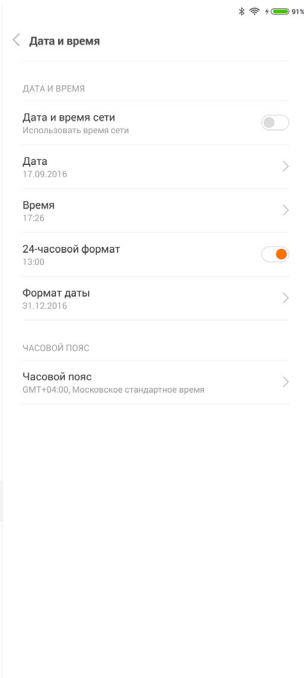 91%
Дата и время
ДАТА И ВРЕМЯ
Дата и время сети
Использовать время сети
Дата
17.09.2016
Время
17:26
24-часовой формат
13:00
Формат даты
31.12.2016
ЧАСОВОЙ ПОЯС
Часовой пояс
GMT+04:00, Московское стандартное время